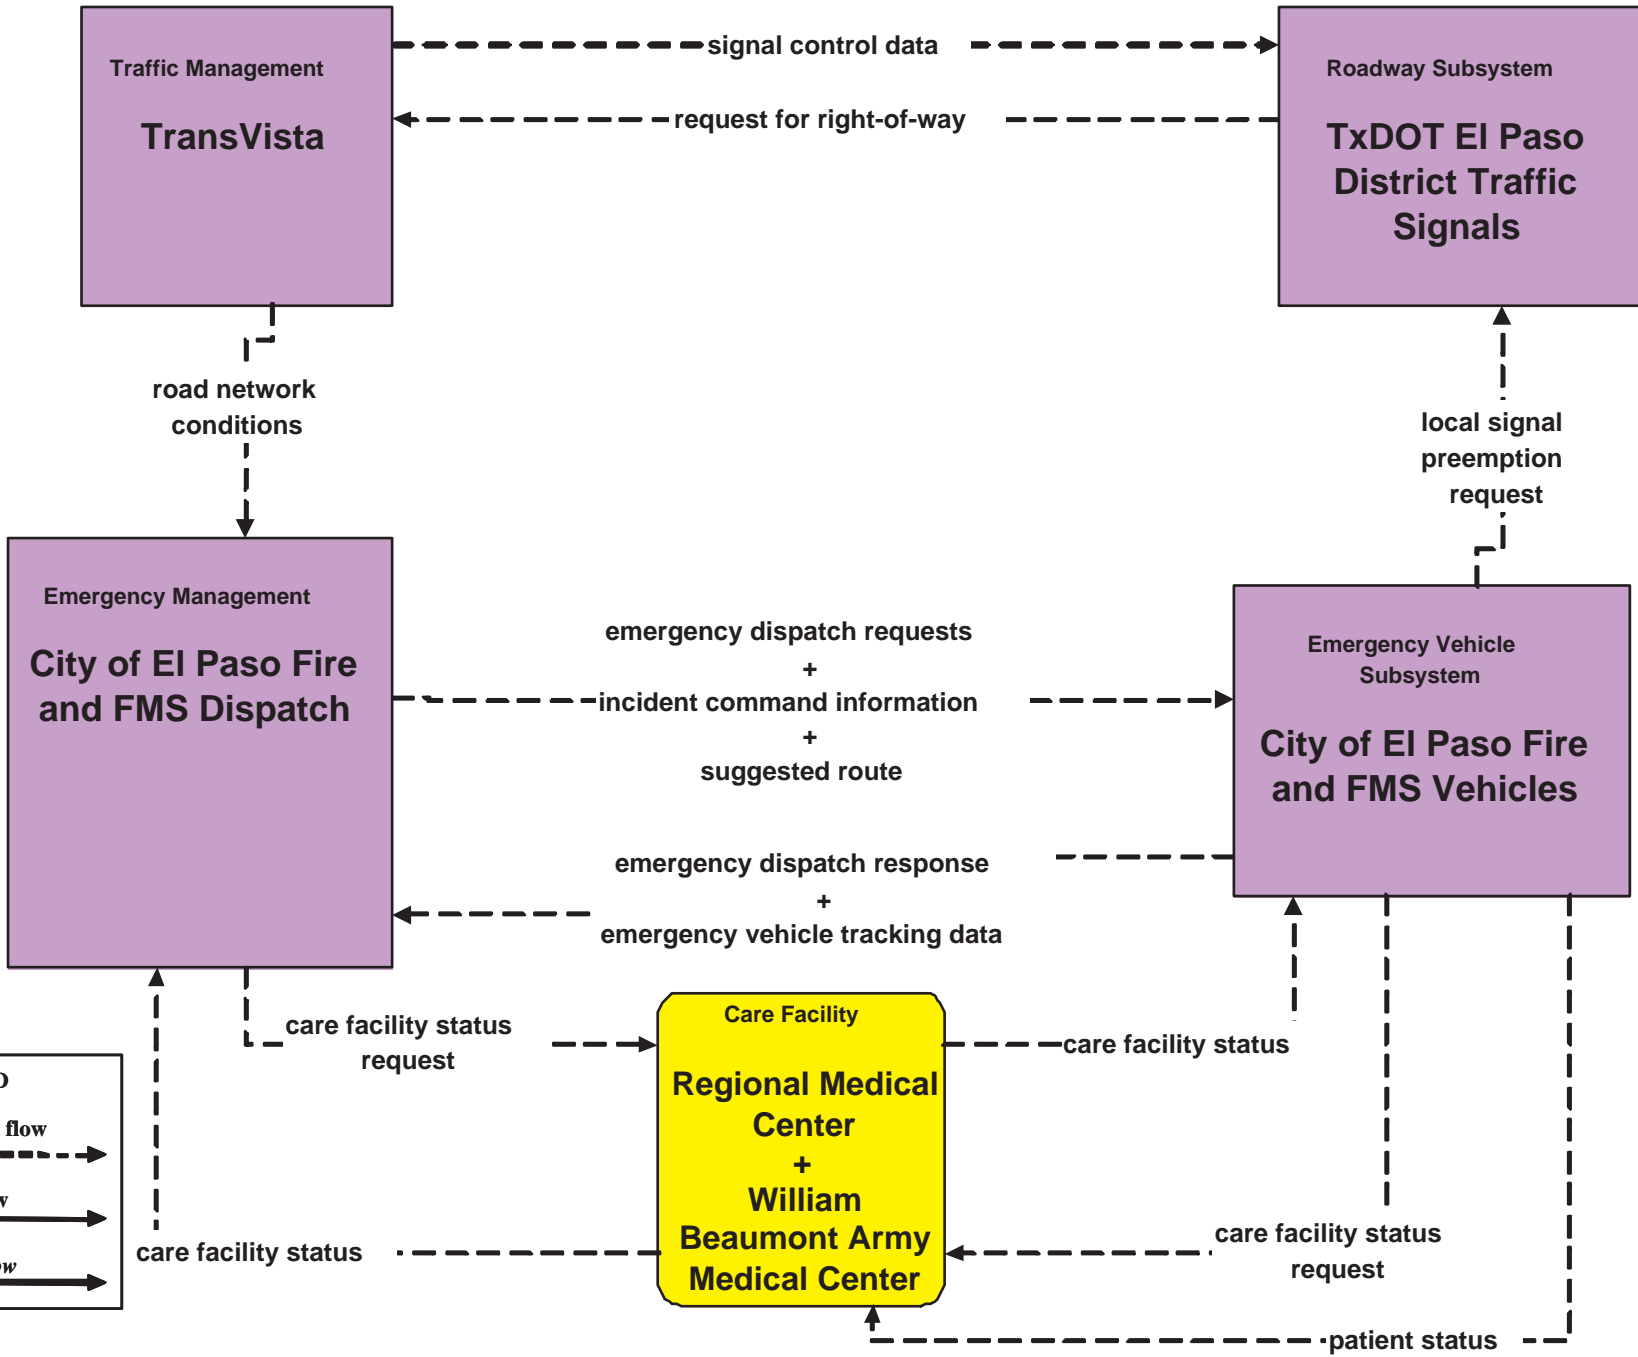 Traffic Management
TransVista
signal control data
request for right-of-way
Roadway Subsystem
TxDOT El Paso
District Traffic
Signals
road network
conditions
local signal
preemption
request
Emergency Management
City of El Paso Fire
and FMS Dispatch
emergency dispatch requests
+
incident command information
+
suggested route
Emergency Vehicle
Subsystem
City of El Paso Fire
and FMS Vehicles
emergency dispatch response
+
emergency vehicle tracking data
care facility status
request
Care Facility
Regional Medical
Center
+
William
Beaumont Army
Medical Center
care facility status
flow
care facility status
care facility status
request
patient status